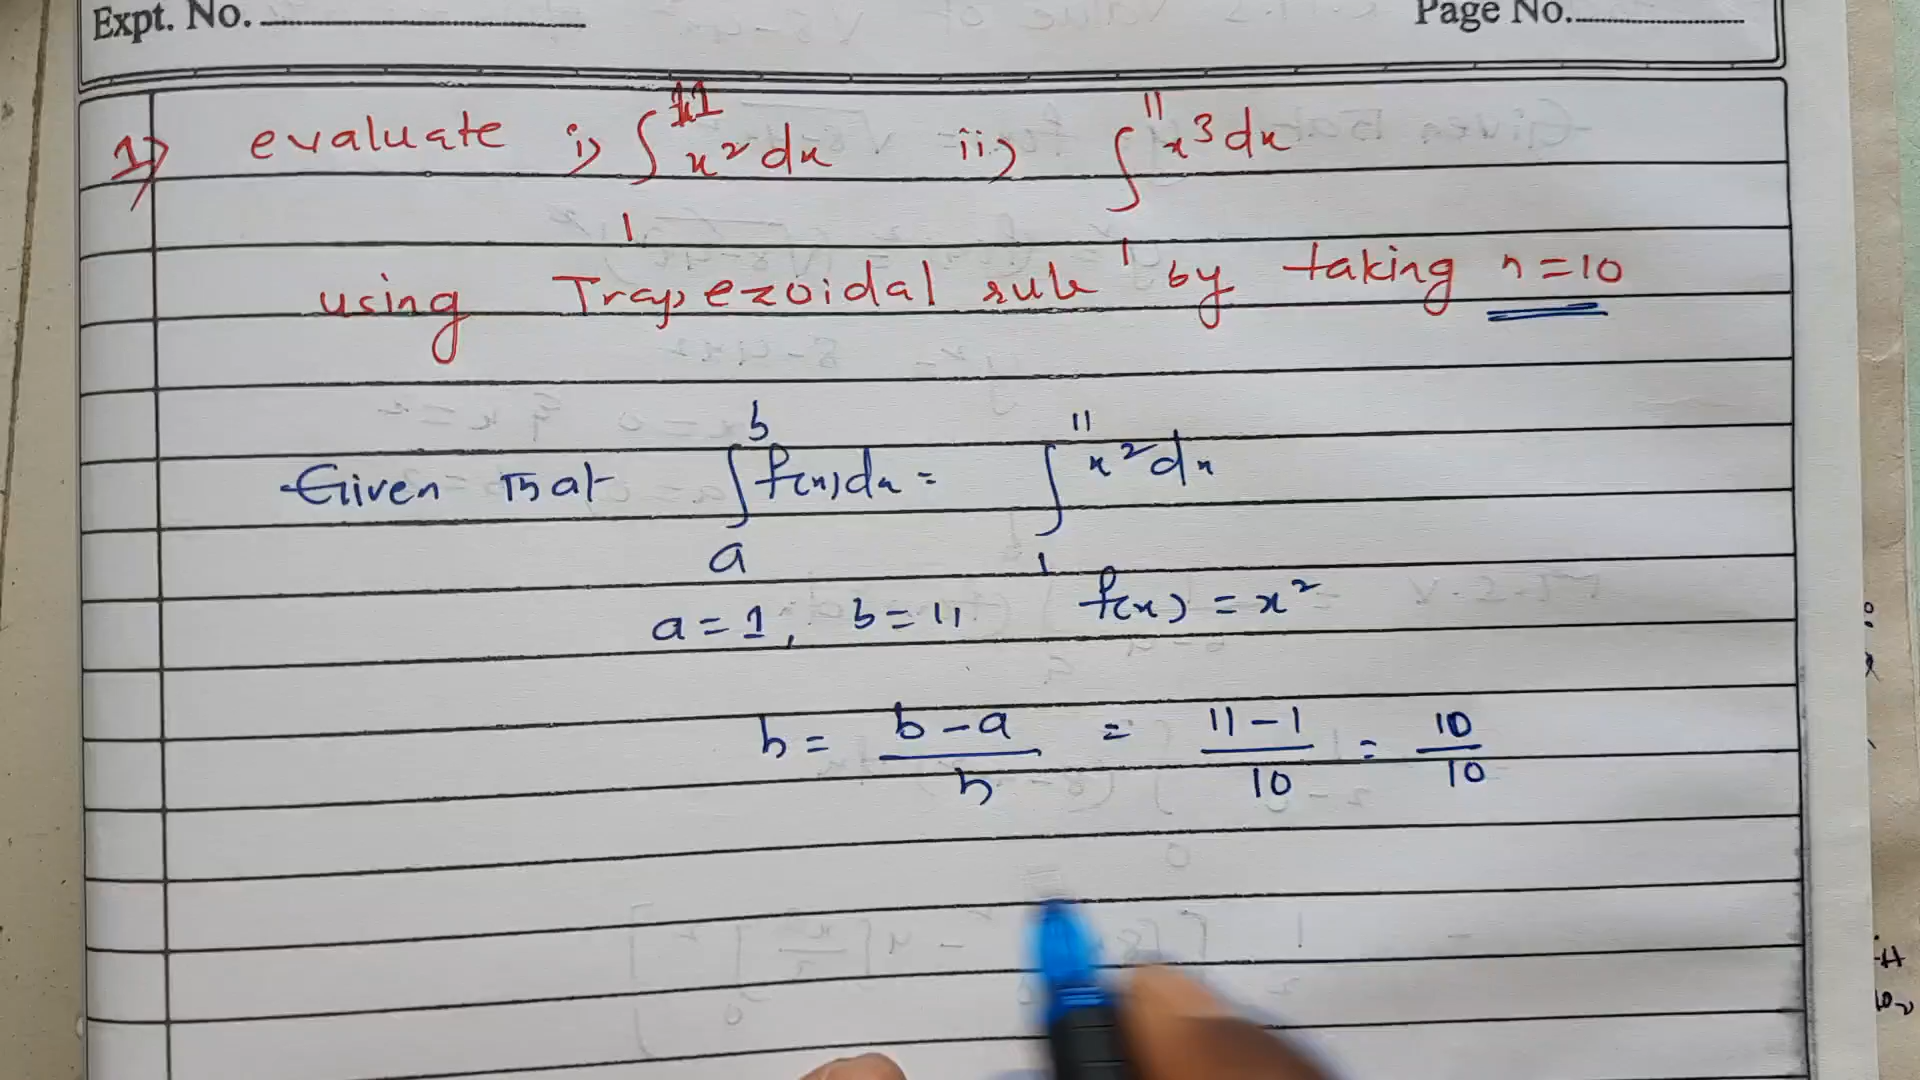 Expt. No. Page No.
1) evaluate i) ∫₁¹¹ x² dx ii) ∫₁¹¹ x³ dx
using Trapezoidal rule by taking n=10
Given That ∫ₐᵇ f(x)dx = ∫₁¹¹ x² dx
a=1, b=11 f(x) = x²
h = (b-a)/n = (11-1)/10 = 10/10